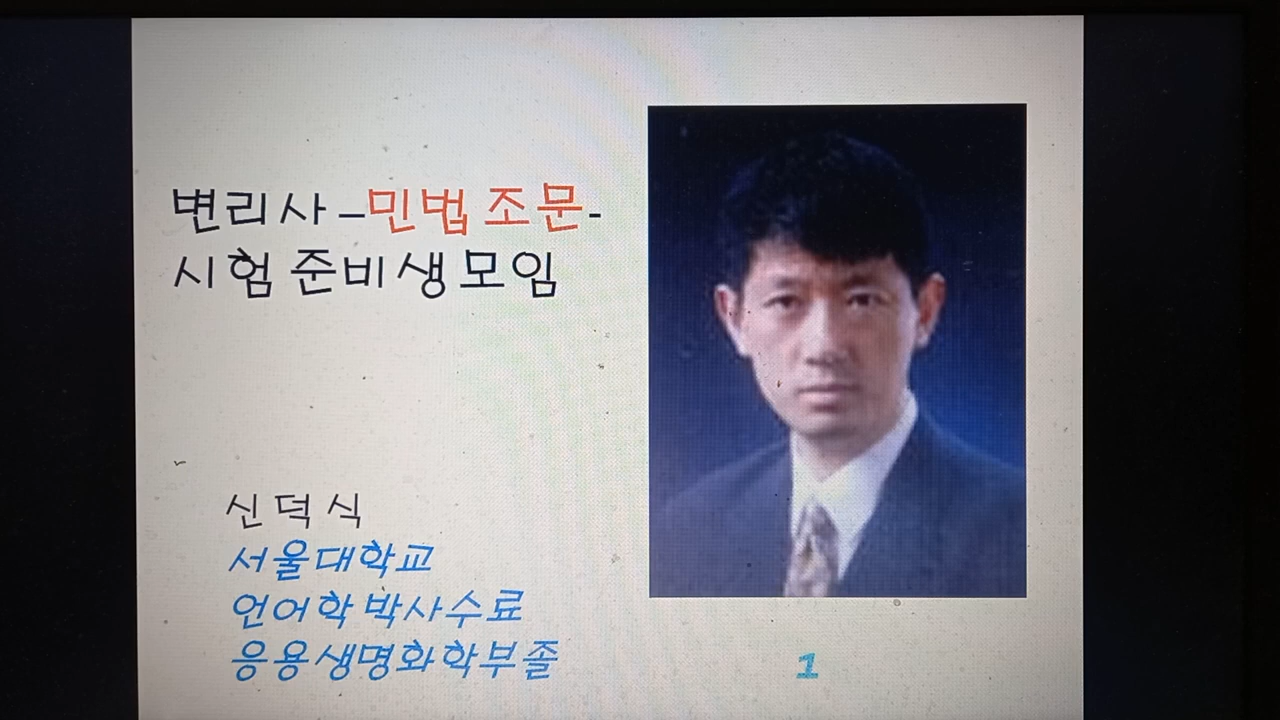 변리사 –민법 조문-
시험 준비생모임
신덕식
서울대학교
언어학 박사수료
응용생명화학부졸
1